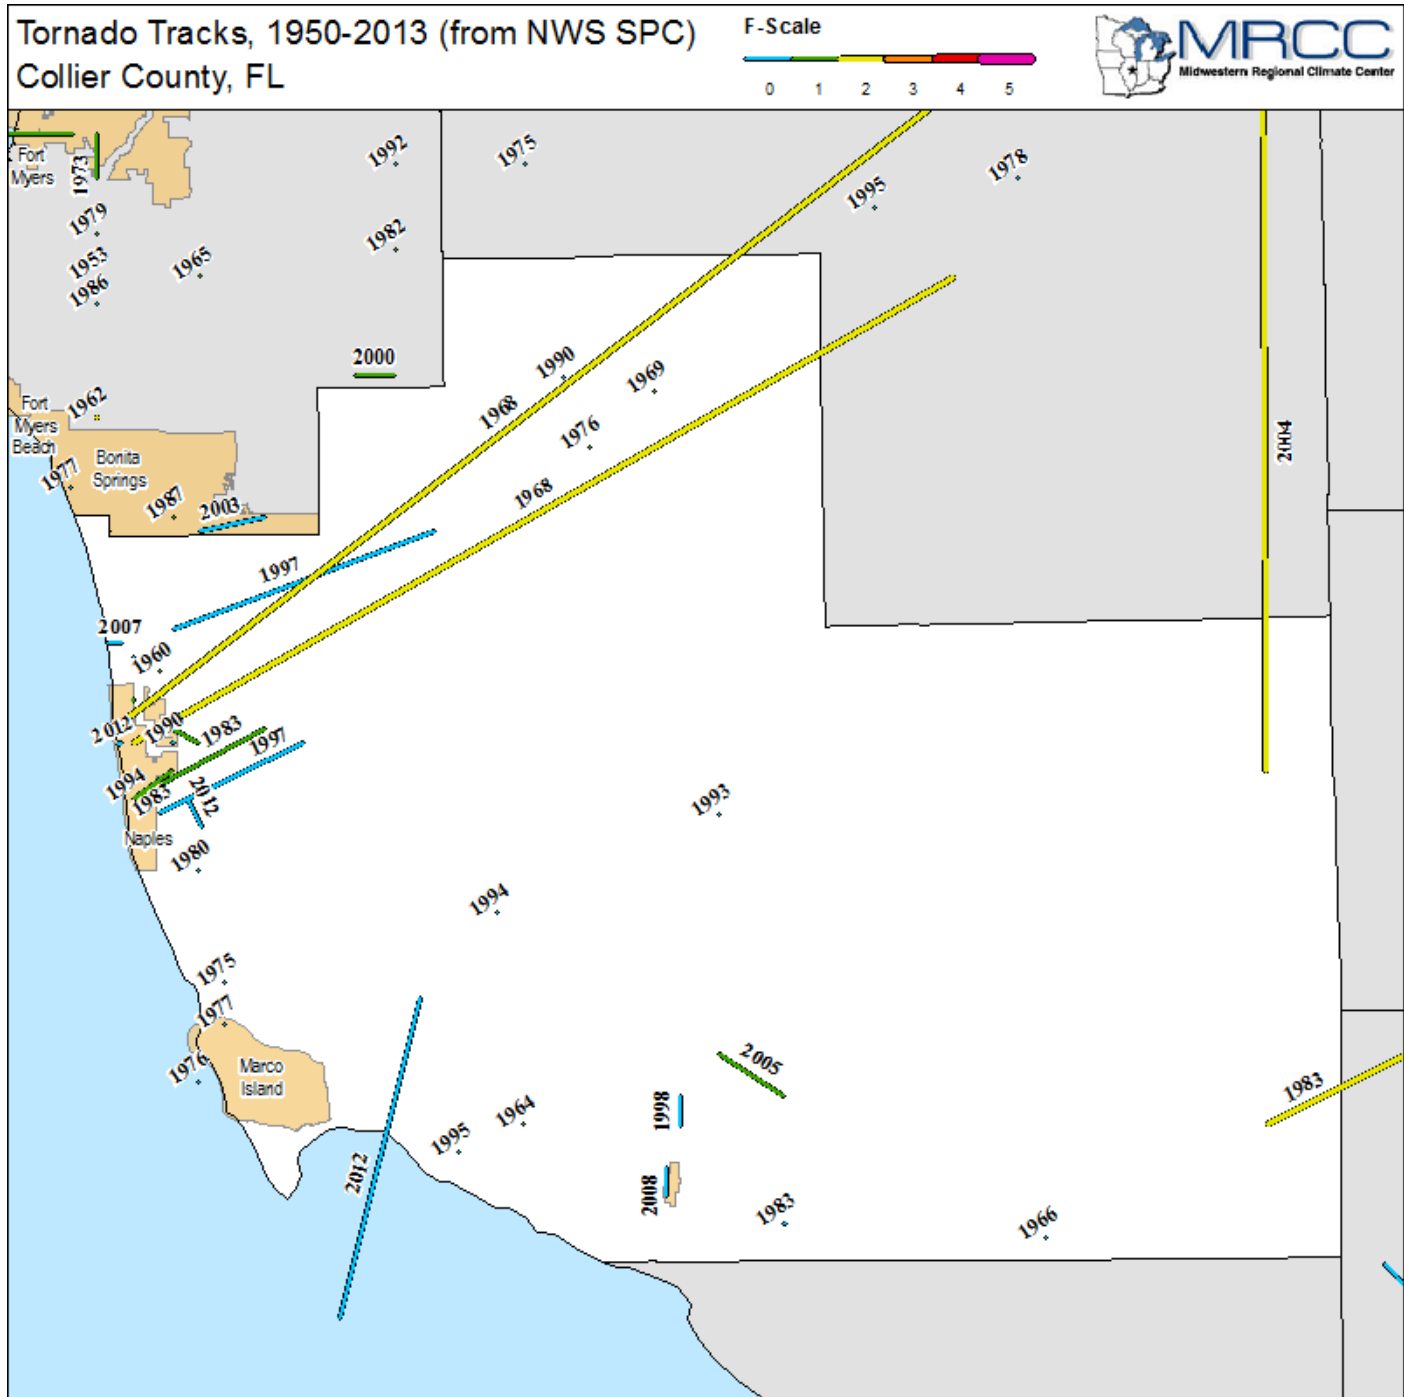 Tornado Tracks, 1950-2013 (from NWS SPC)
Collier County, FL
F-Scale
0 1 2 3 4 5
MRCC
Midwestern Regional Climate Center
Fort
Myers
1973
1992
1975
1978
1995
1979
1982
1953
1965
1986
2000
1990
1969
1962
Fort
Myers
Beach
1968
1976
2004
Bonita
Springs
1977
1987
2003
1968
1997
2007
1960
2012
1990
1983
1997
1994
1983
2012
Naples
1993
1980
1994
1975
1977
1976
Marco
Island
2005
1983
1998
1964
1995
2012
2008
1983
1966